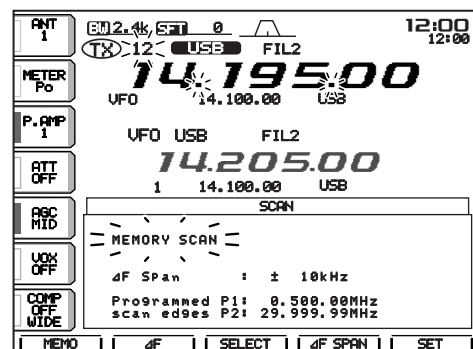 ANT
1
BW 2.4k SFT 0
12:00
12:00
TX 12 USB FIL2
METER
Po
14.195.00
VFO 14.100.00 USB
P.AMP
1
VFO USB FIL2
ATT
OFF
14.205.00
1 14.100.00 USB
AGC
MID
SCAN
MEMORY SCAN
VOX
OFF
⊿F Span : ± 10kHz
COMP
OFF
WIDE
Programmed P1: 0.500.00MHz
scan edges P2: 29.999.99MHz
MEMO ⊿F SELECT ⊿F SPAN SET